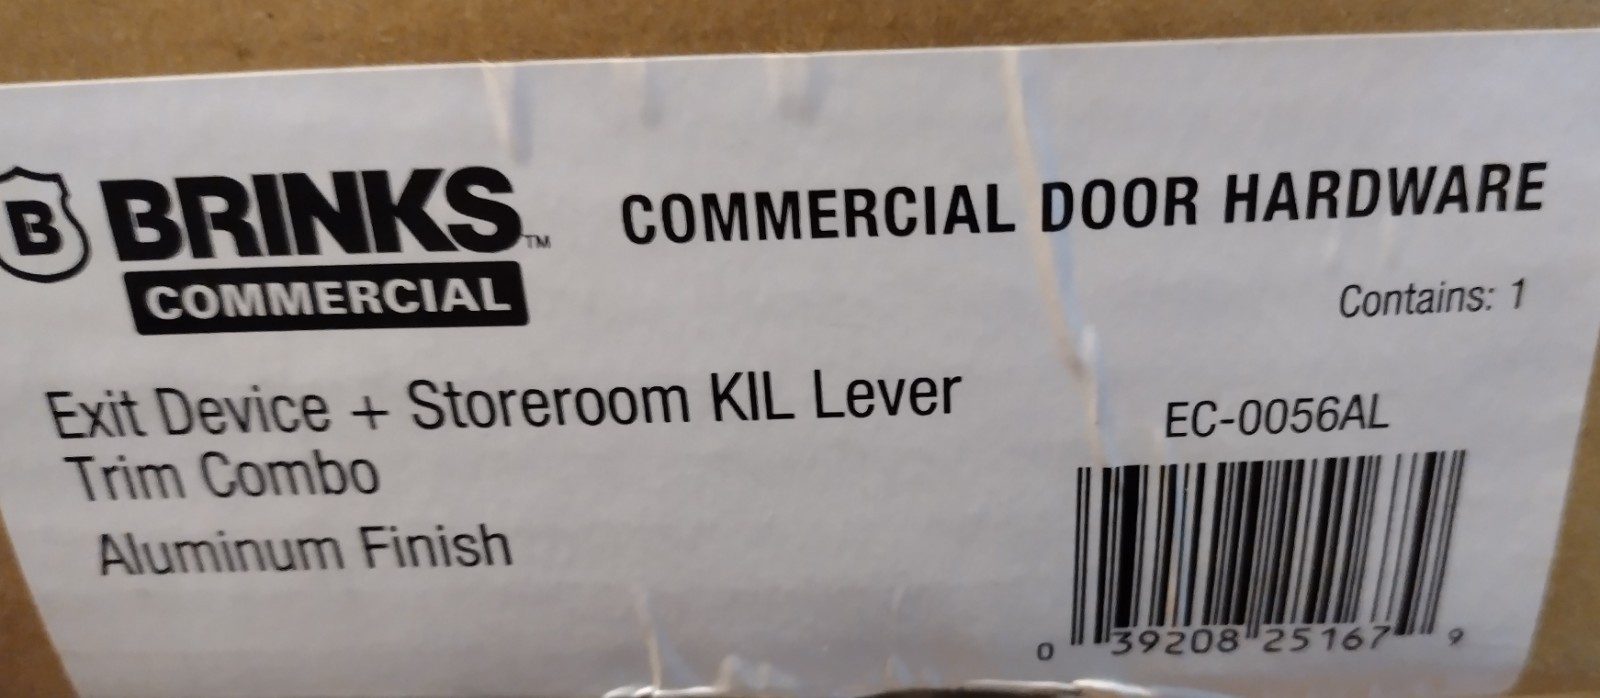 B BRINKS™ COMMERCIAL DOOR HARDWARE
COMMERCIAL
Contains: 1
Exit Device + Storeroom KIL Lever
Trim Combo
Aluminum Finish
EC-0056AL
0 39208 25167 9